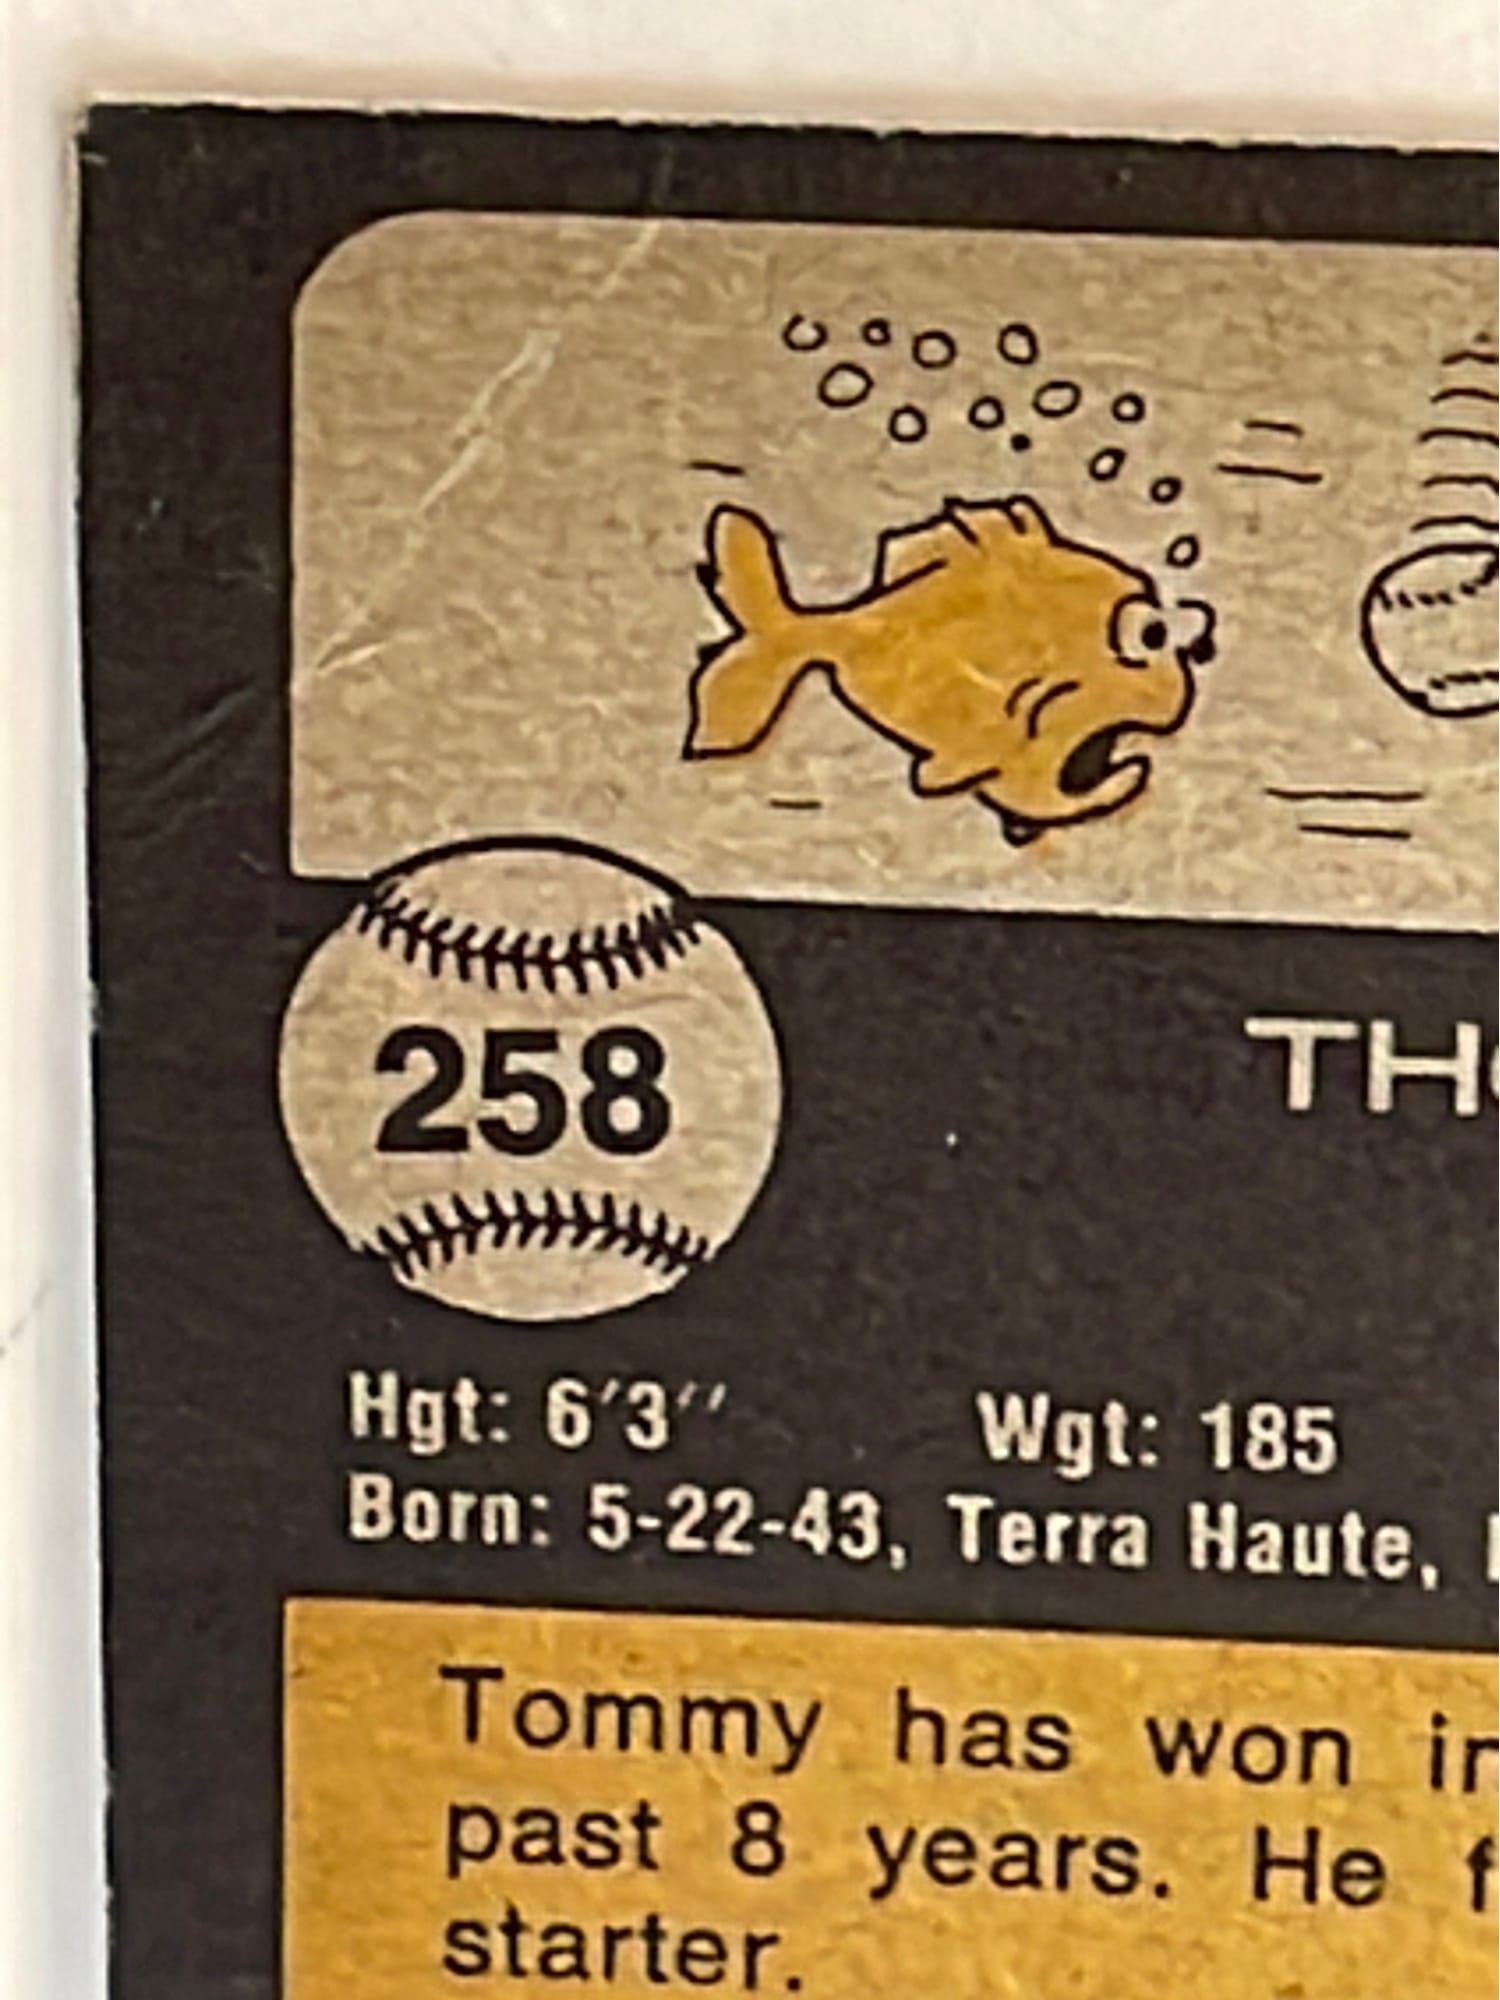 258
TH
Hgt: 6'3" Wgt: 185
Born: 5-22-43, Terra Haute,
Tommy has won
past 8 years. He
starter.